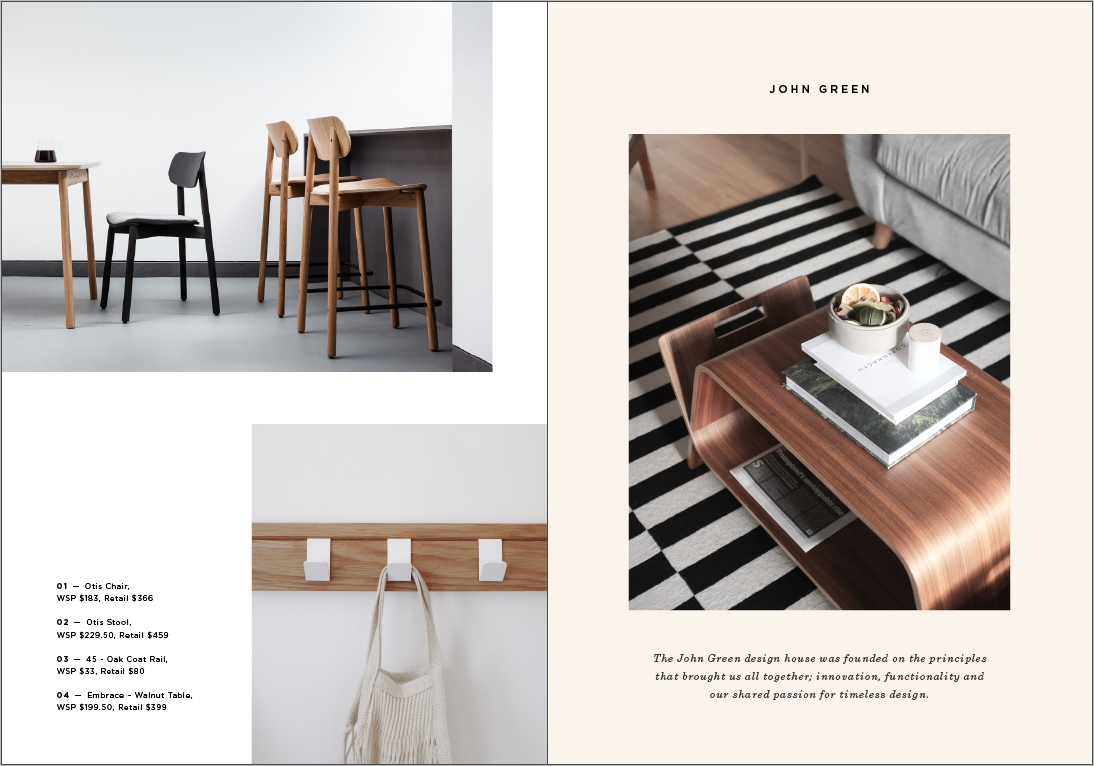 01 — Otis Chair,
WSP $183, Retail $366
02 — Otis Stool,
WSP $229.50, Retail $459
03 — 45 - Oak Coat Rail,
WSP $33, Retail $80
04 — Embrace - Walnut Table,
WSP $199.50, Retail $399
JOHN GREEN
The John Green design house was founded on the principles
that brought us all together; innovation, functionality and
our shared passion for timeless design.